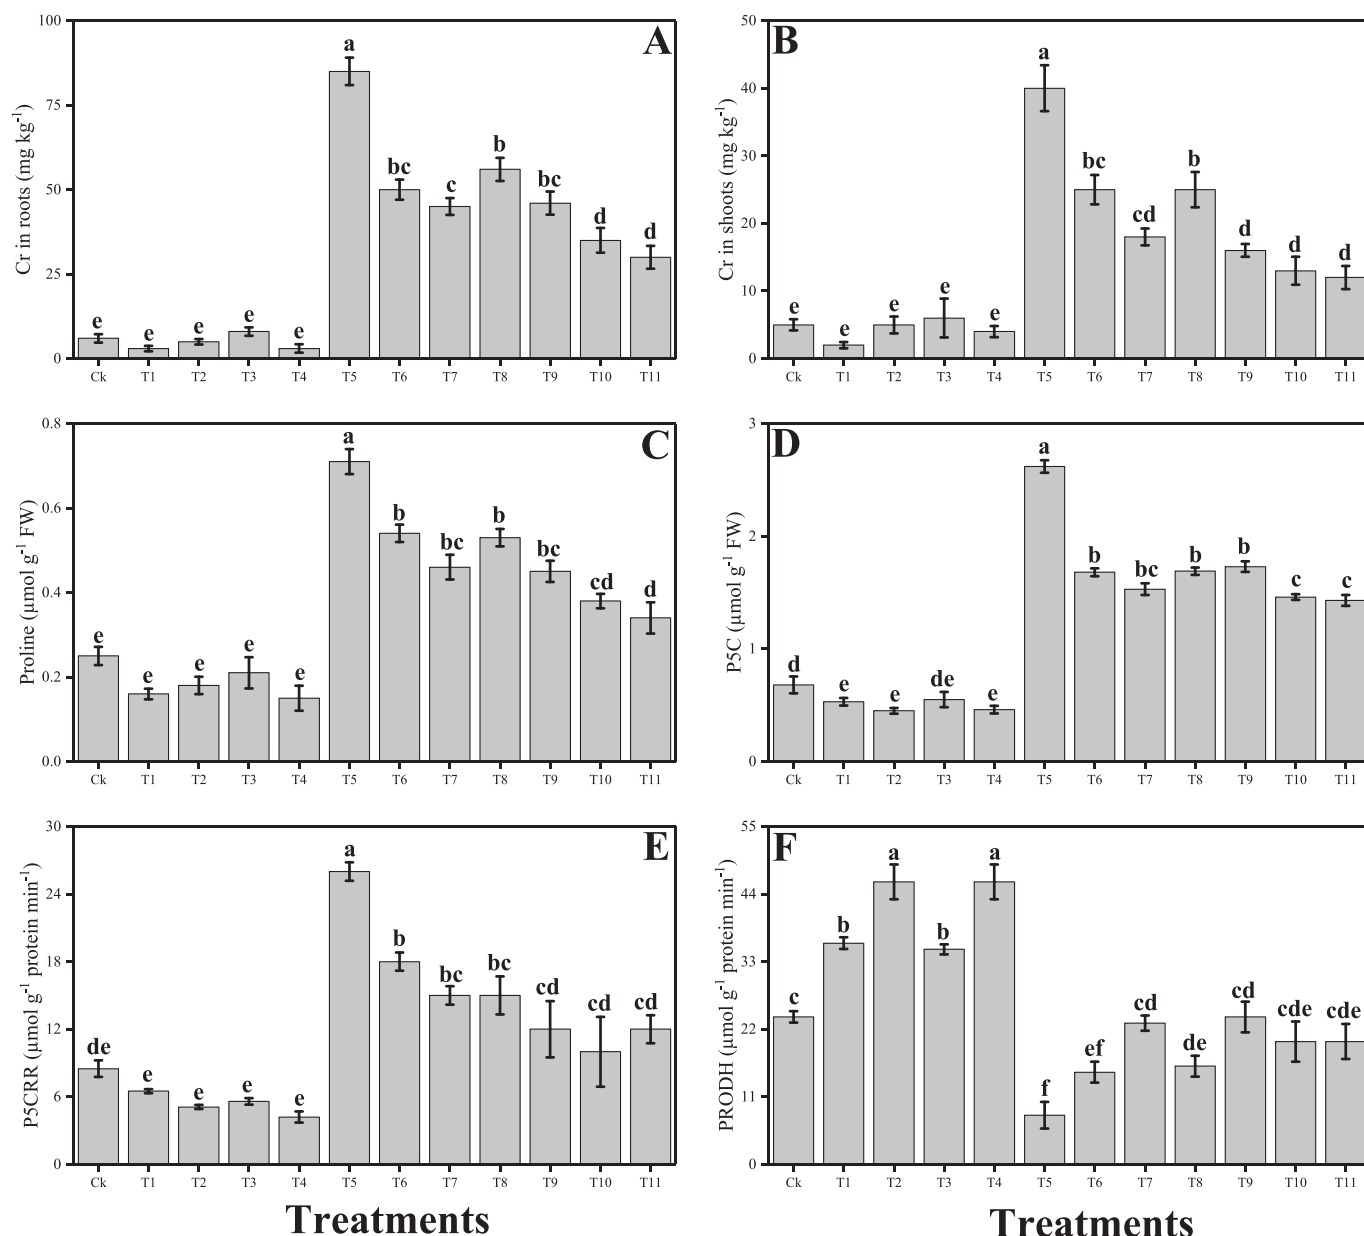 A
Cr in roots (mg kg⁻¹)
100
75
50
25
0
e e e e e a bc c b bc d d
Ck T1 T2 T3 T4 T5 T6 T7 T8 T9 T10 T11
B
Cr in shoots (mg kg⁻¹)
50
40
30
20
10
0
e e e e e a bc cd b d d d
Ck T1 T2 T3 T4 T5 T6 T7 T8 T9 T10 T11
C
Proline (µmol g⁻¹ FW)
0.8
0.6
0.4
0.2
0.0
e e e e e a b bc b bc cd d
Ck T1 T2 T3 T4 T5 T6 T7 T8 T9 T10 T11
D
P5C (µmol g⁻¹ FW)
3
2
1
0
d e e de e a b bc b b c c
Ck T1 T2 T3 T4 T5 T6 T7 T8 T9 T10 T11
E
P5CRR (µmol g⁻¹ protein min⁻¹)
30
24
18
12
6
0
de e e e e a b bc bc cd cd cd
Ck T1 T2 T3 T4 T5 T6 T7 T8 T9 T10 T11
Treatments
F
PRODH (µmol g⁻¹ protein min⁻¹)
55
44
33
22
11
0
c b a b a f ef cd de cd cde cde
Ck T1 T2 T3 T4 T5 T6 T7 T8 T9 T10 T11
Treatments